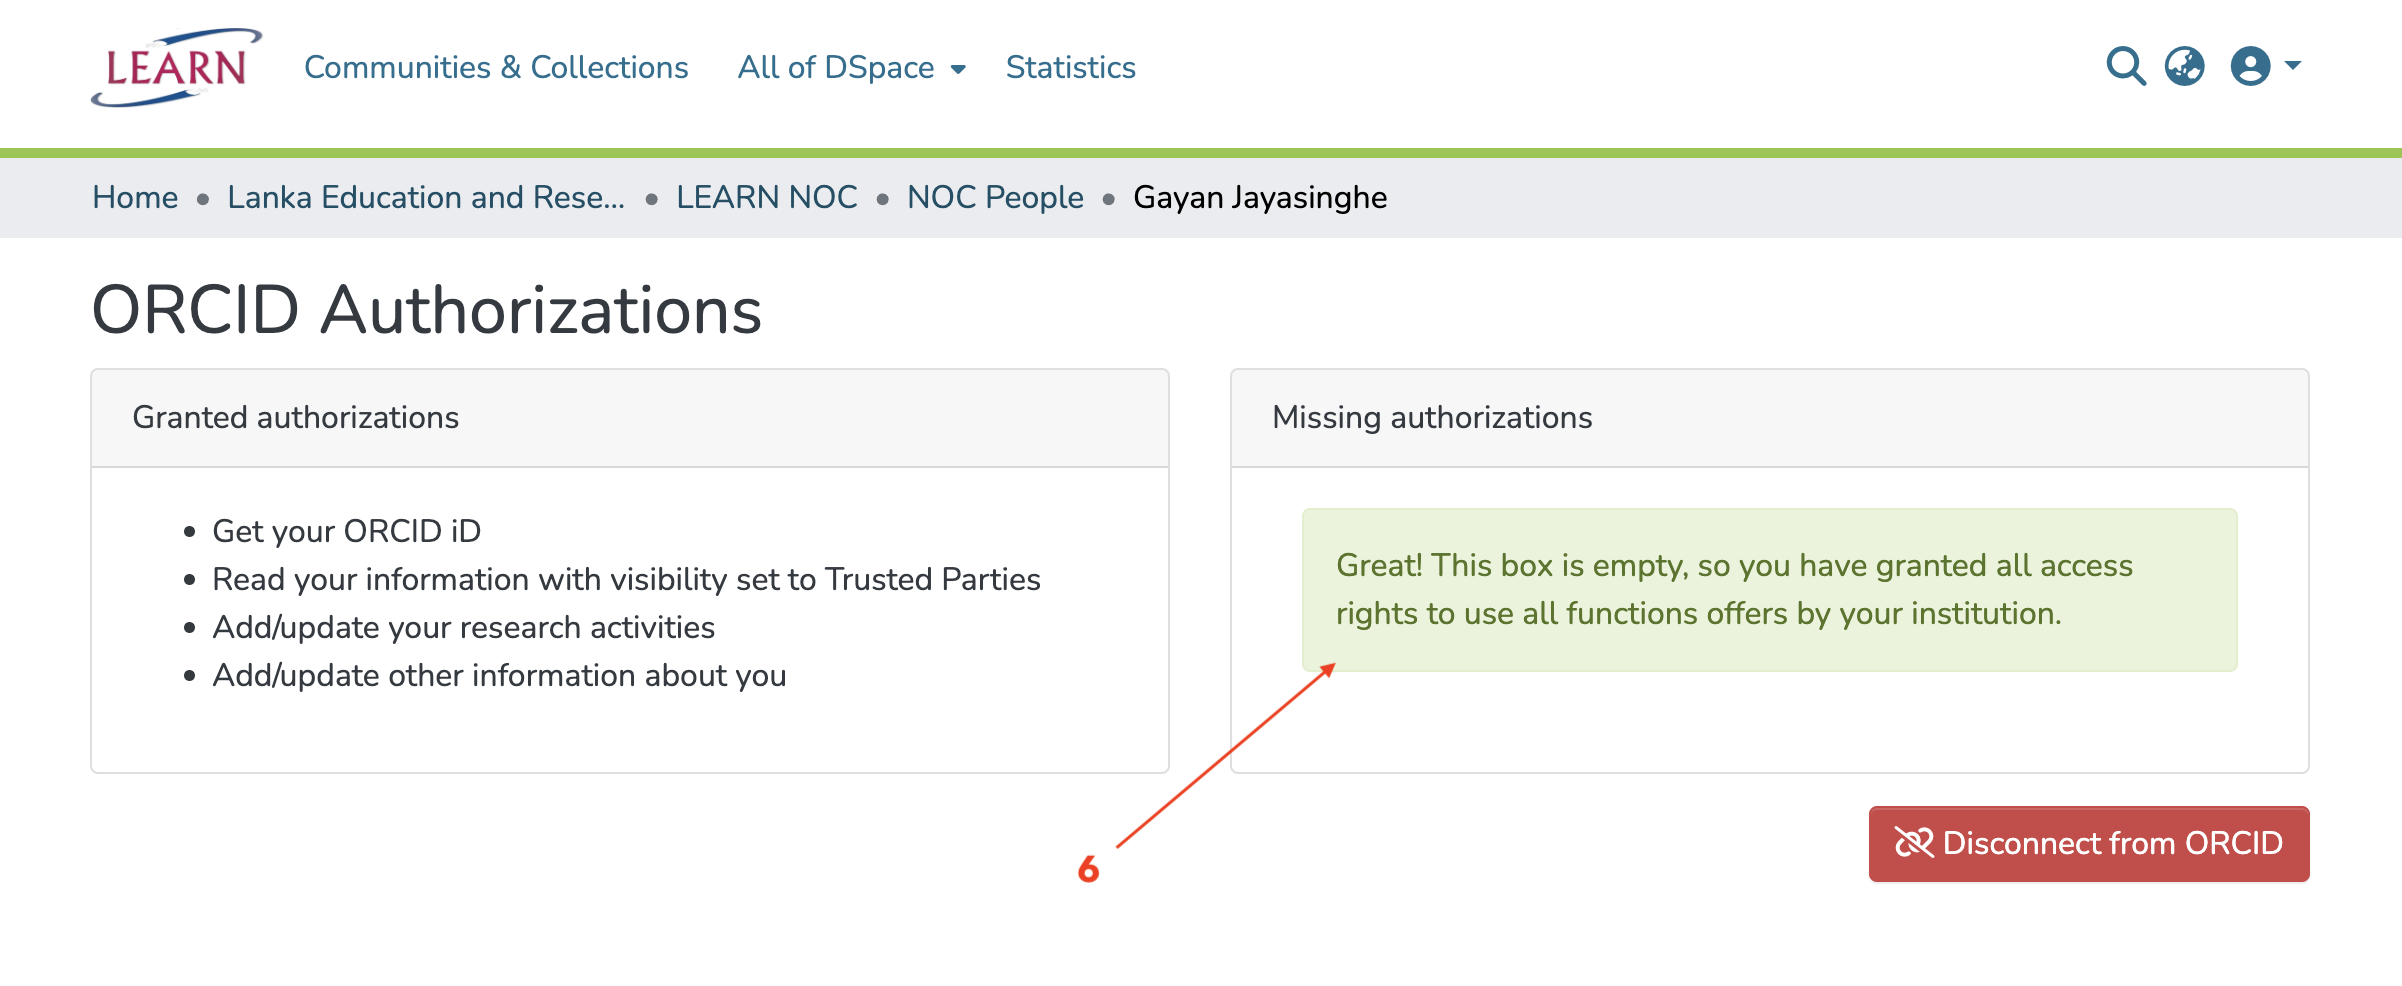 LEARN
Communities & Collections All of DSpace Statistics
Home • Lanka Education and Rese... • LEARN NOC • NOC People • Gayan Jayasinghe
ORCID Authorizations
Granted authorizations
• Get your ORCID iD
• Read your information with visibility set to Trusted Parties
• Add/update your research activities
• Add/update other information about you
Missing authorizations
Great! This box is empty, so you have granted all access
rights to use all functions offers by your institution.
6
Disconnect from ORCID